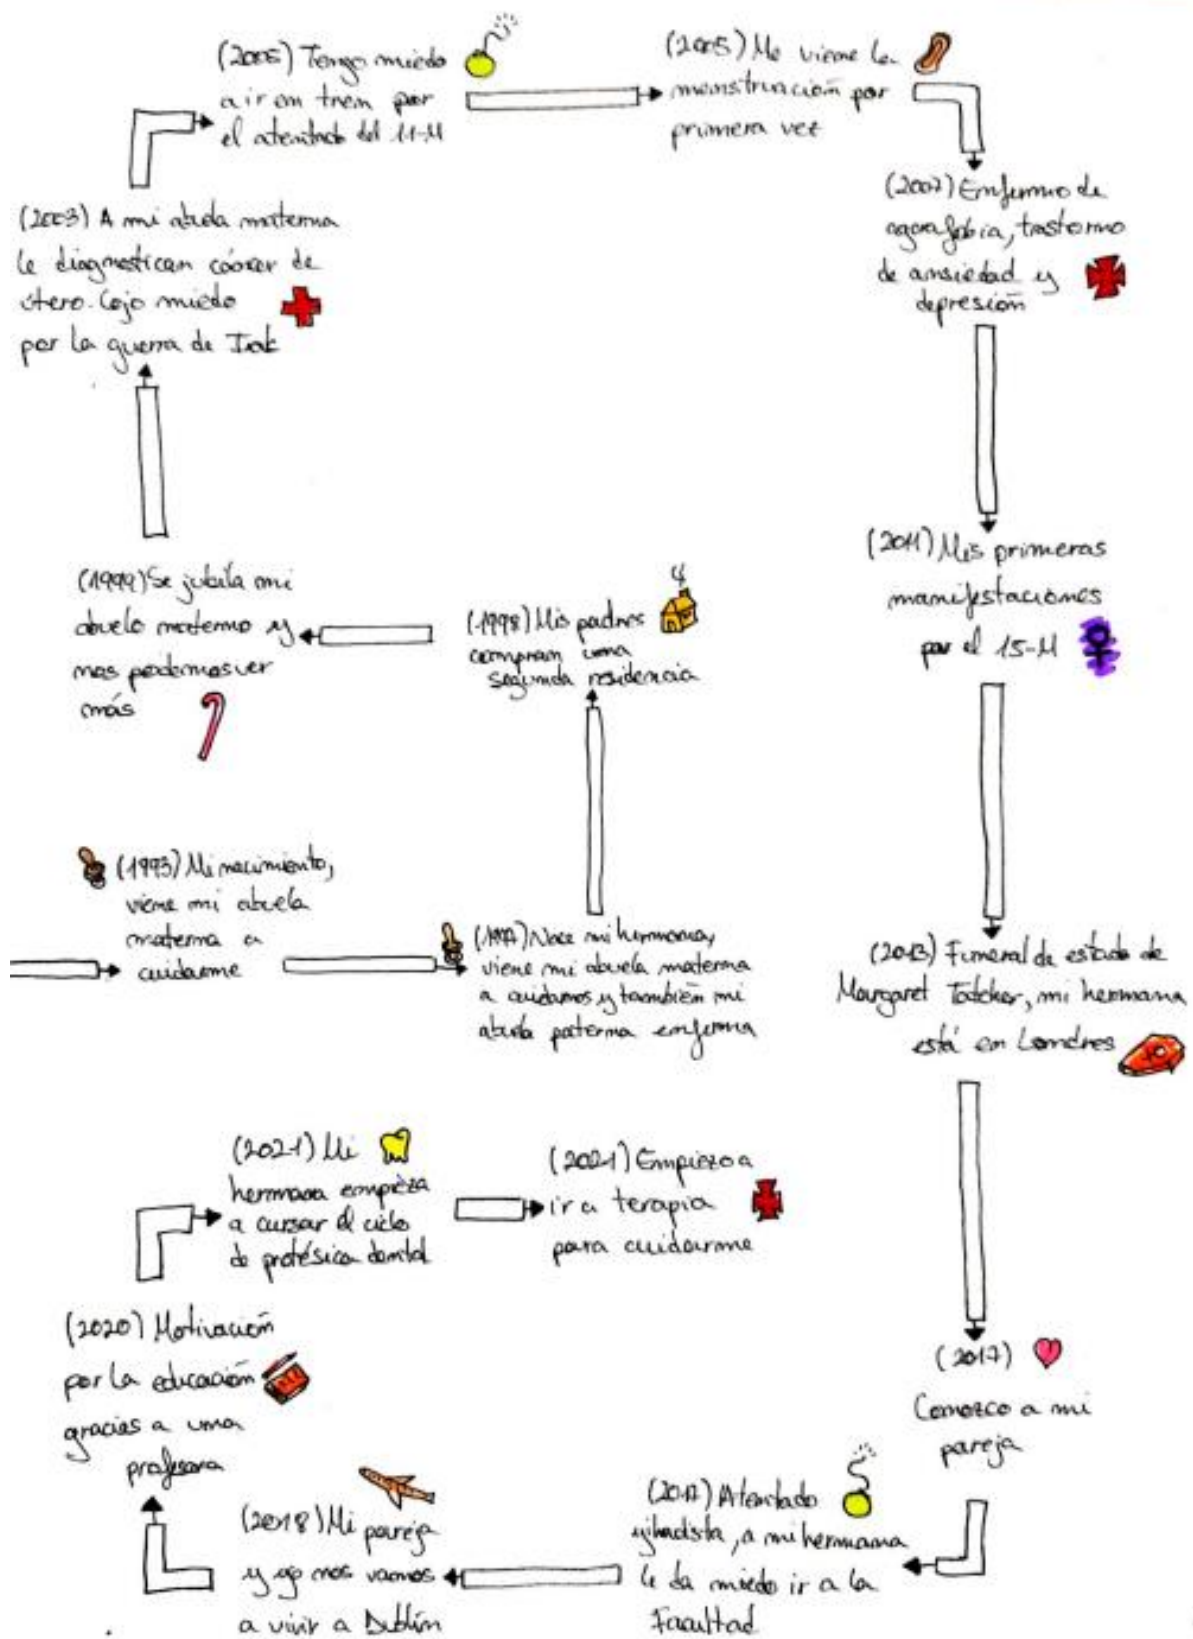 (2005) Tengo miedo
a ir en tren por
el atentado del 11-M
(2005) Me viene la
menstruación por
primera vez
(2003) A mi abuela materna
le diagnostican cáncer de
útero. Cojo miedo
por la guerra de Irak
(2007) Enfermo de
agorafobia, trastorno
de ansiedad y
depresión
(1999) Se jubila mi
abuelo materno y
nos podemos ver
más
(1998) Mis padres
compran una
segunda residencia
(2011) Mis primeras
manifestaciones
por el 15-M
(1993) Mi nacimiento,
viene mi abuela
materna a
cuidarme
(1997) Nace mi hermana,
viene mi abuela materna
a cuidarnos y también mi
abuela paterna enferma
(2013) Funeral de estado de
Margaret Tatcher, mi hermana
está en Londres
(2021) Mi
hermana empieza
a cursar el ciclo
de protésica dental
(2021) Empiezo a
ir a terapia
para cuidarme
(2020) Motivación
por la educación
gracias a una
profesora
(2017)
Conozco a mi
pareja
(2018) Mi pareja
y yo nos vamos
a vivir a Dublín
(2017) Atentado
yihadista, a mi hermana
le da miedo ir a la
Facultad